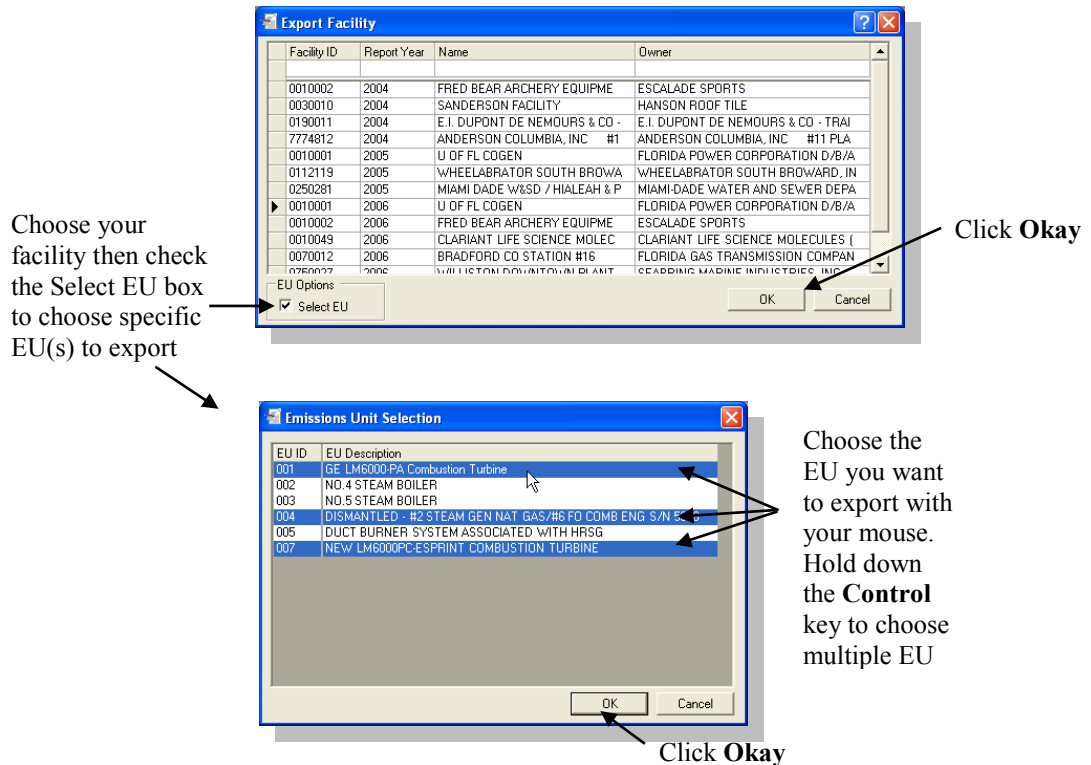 Export Facility
Facility ID Report Year Name Owner
0010002 2004 FRED BEAR ARCHERY EQUIPME ESCALADE SPORTS
0030010 2004 SANDERSON FACILITY HANSON ROOF TILE
0190011 2004 E.I. DUPONT DE NEMOURS & CO - E.I. DUPONT DE NEMOURS & CO - TRAI
7774812 2004 ANDERSON COLUMBIA, INC #1 ANDERSON COLUMBIA, INC #11 PLA
0010001 2005 U OF FL COGEN FLORIDA POWER CORPORATION D/B/A
0112119 2005 WHEELABRATOR SOUTH BROWA WHEELABRATOR SOUTH BROWARD, IN
0250281 2005 MIAMI DADE W&SD / HIALEAH & P MIAMI-DADE WATER AND SEWER DEPA
0010001 2006 U OF FL COGEN FLORIDA POWER CORPORATION D/B/A
0010002 2006 FRED BEAR ARCHERY EQUIPME ESCALADE SPORTS
0010049 2006 CLARIANT LIFE SCIENCE MOLEC CLARIANT LIFE SCIENCE MOLECULES (
0070012 2006 BRADFORD CO STATION #16 FLORIDA GAS TRANSMISSION COMPAN
2006 WILLISTON DOWNTOWN PLANT MARINE INDUSTRIES, INC
EU Options
Select EU
OK Cancel
Choose your
facility then check
the Select EU box
to choose specific
EU(s) to export
Click Okay
Emissions Unit Selection
EU ID EU Description
001 GE LM6000-PA Combustion Turbine
002 NO.4 STEAM BOILER
003 NO.5 STEAM BOILER
004 DISMANTLED - #2 STEAM GEN NAT GAS/#6 FO COMB ENG S/N
005 DUCT BURNER SYSTEM ASSOCIATED WITH HRSG
007 NEW LM6000PC-ESPRINT COMBUSTION TURBINE
OK Cancel
Choose the
EU you want
to export with
your mouse.
Hold down
the Control
key to choose
multiple EU
Click Okay